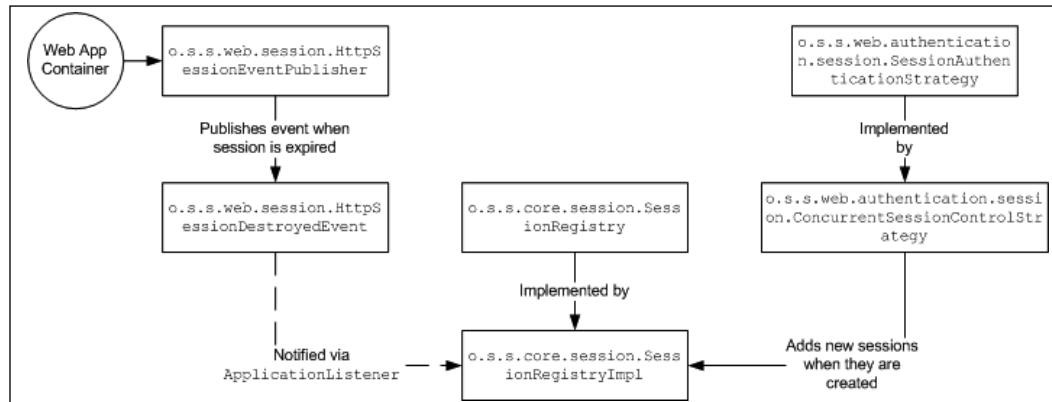 Web App
Container
o.s.s.web.session.HttpS
essionEventPublisher
o.s.s.web.authenticatio
n.session.SessionAuthen
ticationStrategy
Publishes event when
session is expired
Implemented
by
o.s.s.web.session.HttpS
essionDestroyedEvent
o.s.s.core.session.Sess
ionRegistry
o.s.s.web.authentication.sessi
on.ConcurrentSessionControlStr
ategy
Implemented by
Notified via
ApplicationListener
o.s.s.core.session.Sess
ionRegistryImpl
Adds new sessions
when they are
created